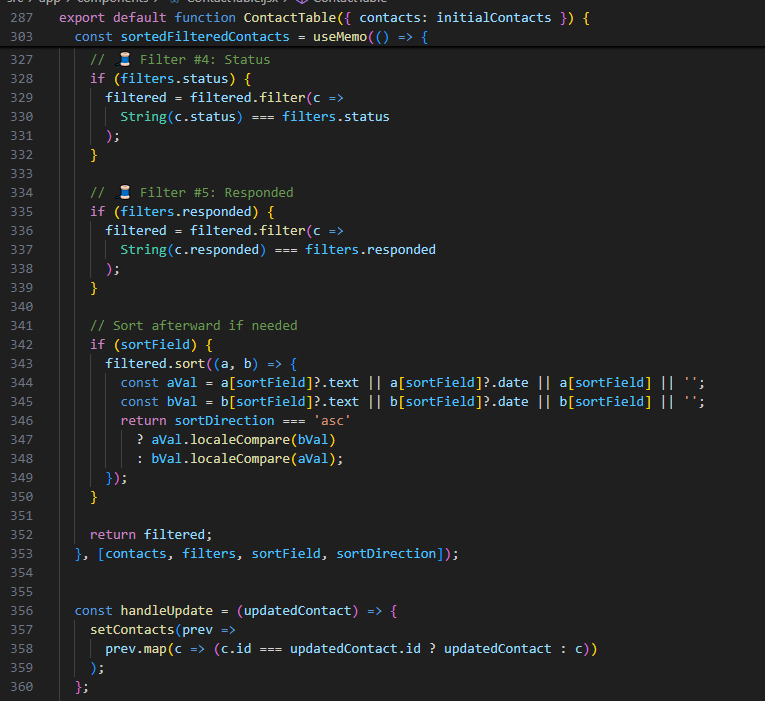 287 export default function ContactTable({ contacts: initialContacts }) {
303 const sortedFilteredContacts = useMemo(() => {
327 // 🧵 Filter #4: Status
328 if (filters.status) {
329 filtered = filtered.filter(c =>
330 String(c.status) === filters.status
331 );
332 }
333
334 // 🧵 Filter #5: Responded
335 if (filters.responded) {
336 filtered = filtered.filter(c =>
337 String(c.responded) === filters.responded
338 );
339 }
340
341 // Sort afterward if needed
342 if (sortField) {
343 filtered.sort((a, b) => {
344 const aVal = a[sortField]?.text || a[sortField]?.date || a[sortField] || '';
345 const bVal = b[sortField]?.text || b[sortField]?.date || b[sortField] || '';
346 return sortDirection === 'asc'
347 ? aVal.localeCompare(bVal)
348 : bVal.localeCompare(aVal);
349 });
350 }
351
352 return filtered;
353 }, [contacts, filters, sortField, sortDirection]);
354
355
356 const handleUpdate = (updatedContact) => {
357 setContacts(prev =>
358 prev.map(c => (c.id === updatedContact.id ? updatedContact : c))
359 );
360 };